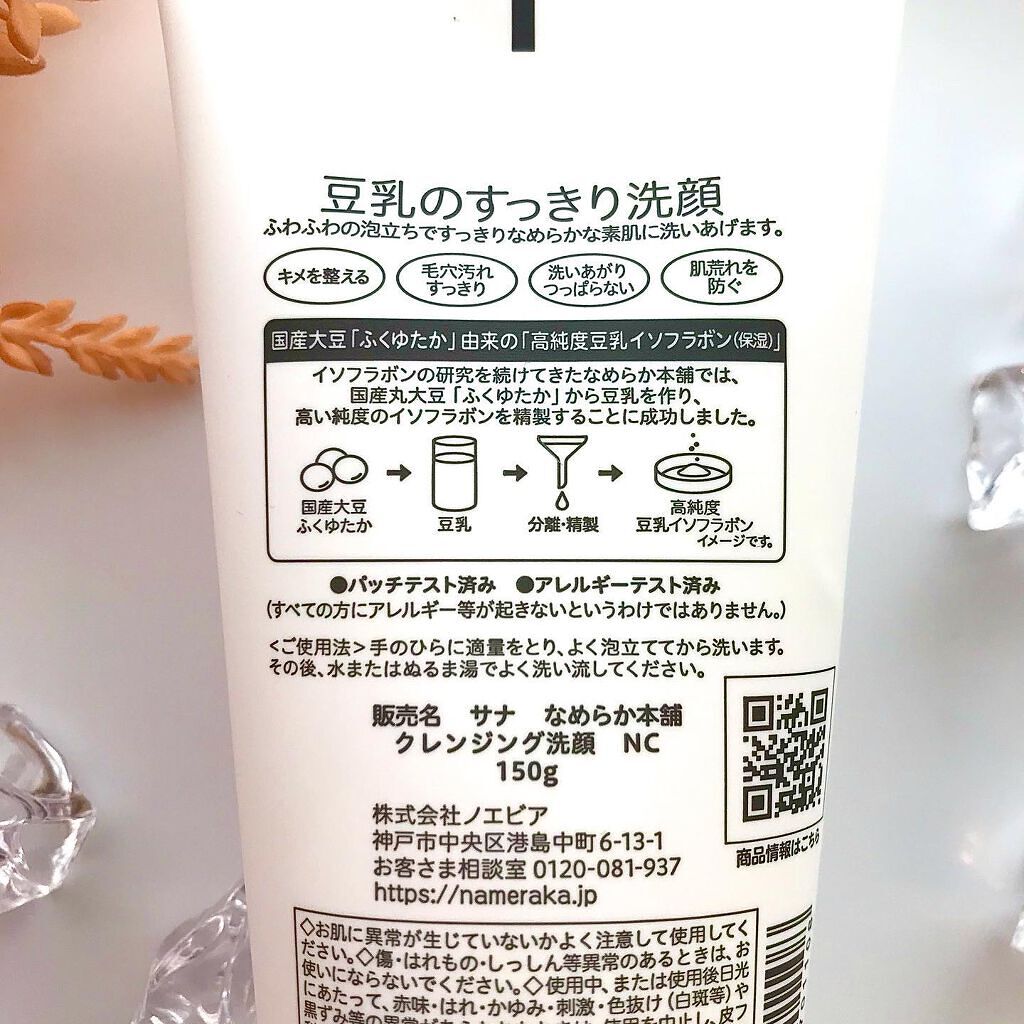 豆乳のすっきり洗顔
ふわふわの泡立ちですっきりなめらかな素肌に洗いあげます。
キメを整える
毛穴汚れ
すっきり
洗いあがり
つっぱらない
肌荒れを
防ぐ
国産大豆「ふくゆたか」由来の「高純度豆乳イソフラボン(保湿)」
イソフラボンの研究を続けてきたなめらか本舗では、
国産丸大豆「ふくゆたか」から豆乳を作り、
高い純度のイソフラボンを精製することに成功しました。
国産大豆
ふくゆたか
豆乳
分離・精製
高純度
豆乳イソフラボン
イメージです。
●パッチテスト済み ●アレルギーテスト済み
(すべての方にアレルギー等が起きないというわけではありません。)
<ご使用法>手のひらに適量をとり、よく泡立ててから洗います。
その後、水またはぬるま湯でよく洗い流してください。
販売名 サナ なめらか本舗
クレンジング洗顔 NC
150g
商品情報はこちら
株式会社ノエビア
神戸市中央区港島中町6-13-1
お客さま相談室 0120-081-937
https://nameraka.jp
◇お肌に異常が生じていないかよく注意して使用してく
ださい。◇傷・はれもの・しっしん等異常のあるときは、お
使いにならないでください。◇使用中、または使用後日光
にあたって、赤味・はれ・かゆみ・刺激・色抜け(白斑等)や
黒ずみ等の異常が
使用を中止し、皮フ